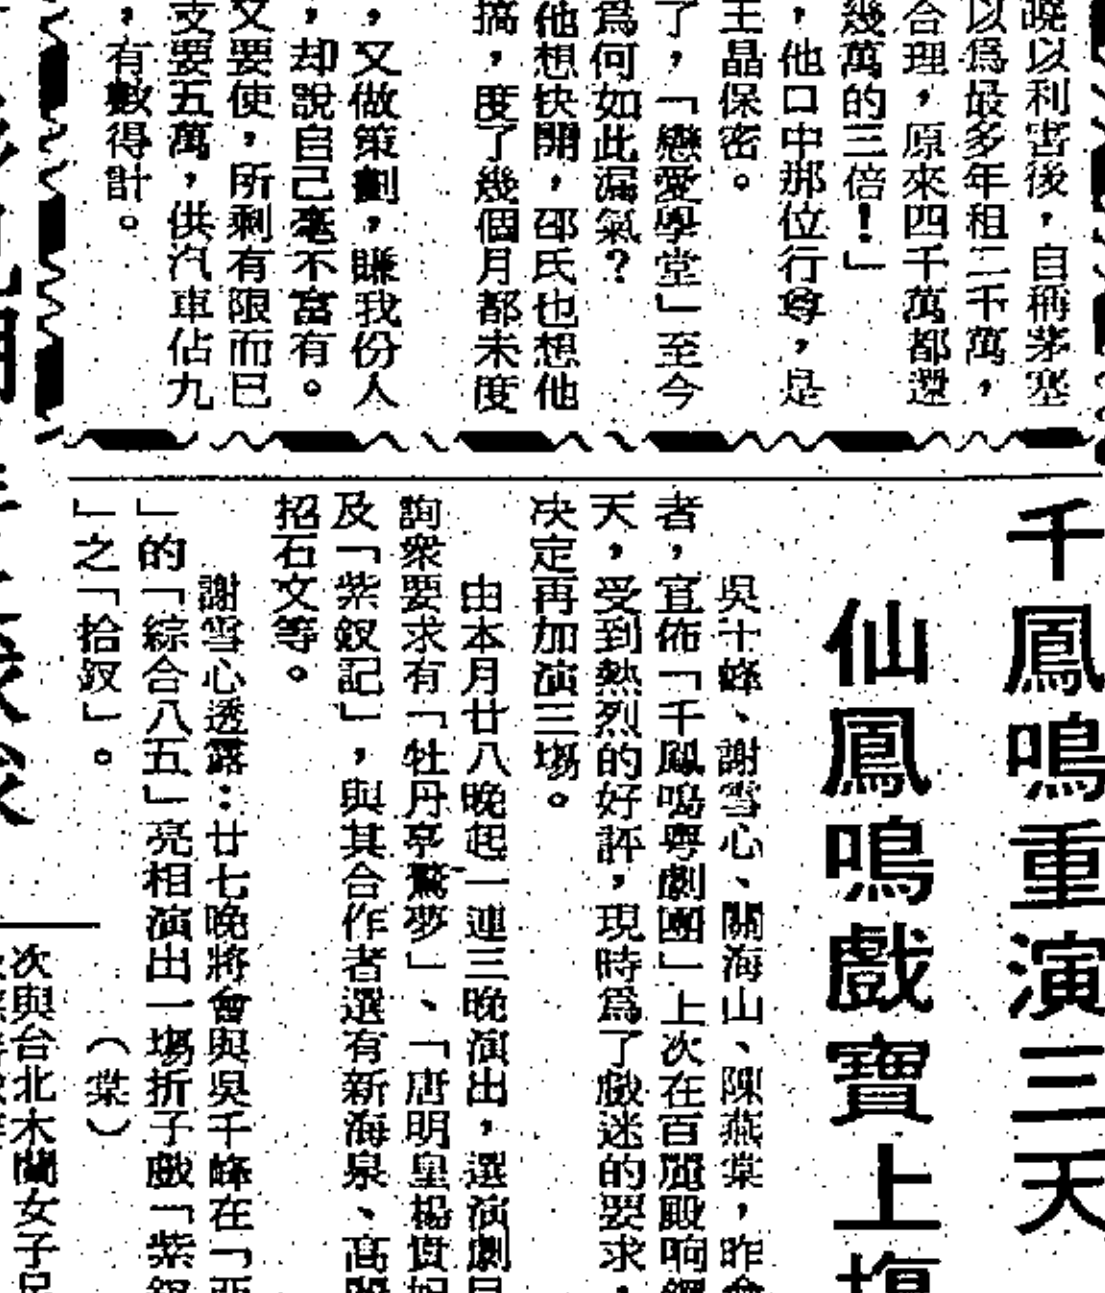 曉以利害後，自稱茅塞
以爲最多年租二千萬，
合理，原來四千萬都還
幾萬的三倍！」
，他口中那位行尊，是
王晶保密。
了，「戀愛學堂」至今
爲何如此漏氣？
他想快開，邵氏也想他
搞，度了幾個月都未度
，又做策劃，賺我份人
，却說自己毫不富有。
又要使，所剩有限而已
支要五萬，供汽車佔九
，有數得計。
千鳳鳴重演三天
仙鳳鳴戲寶上
吳千峰、謝雪心、關海山、陳燕棠，昨會
者，宣佈「千鳳鳴粵劇團」上次在百麗殿响鑼
天，受到熱烈的好評，現時爲了戲迷的要求，
决定再加演三場。
由本月廿八晚起一連三晚演出，選演劇目
詢衆要求有「牡丹亭驚夢」、「唐明皇楊貴妃
及「紫釵記」，與其合作者選有新海泉、高
招石文等。
謝雪心透露：廿七晚將會與吳千峰在「亞
」的「綜合八五」亮相演出一場折子戲「紫釵
」之「拾釵」。
（棠）
次與台北木蘭女子足